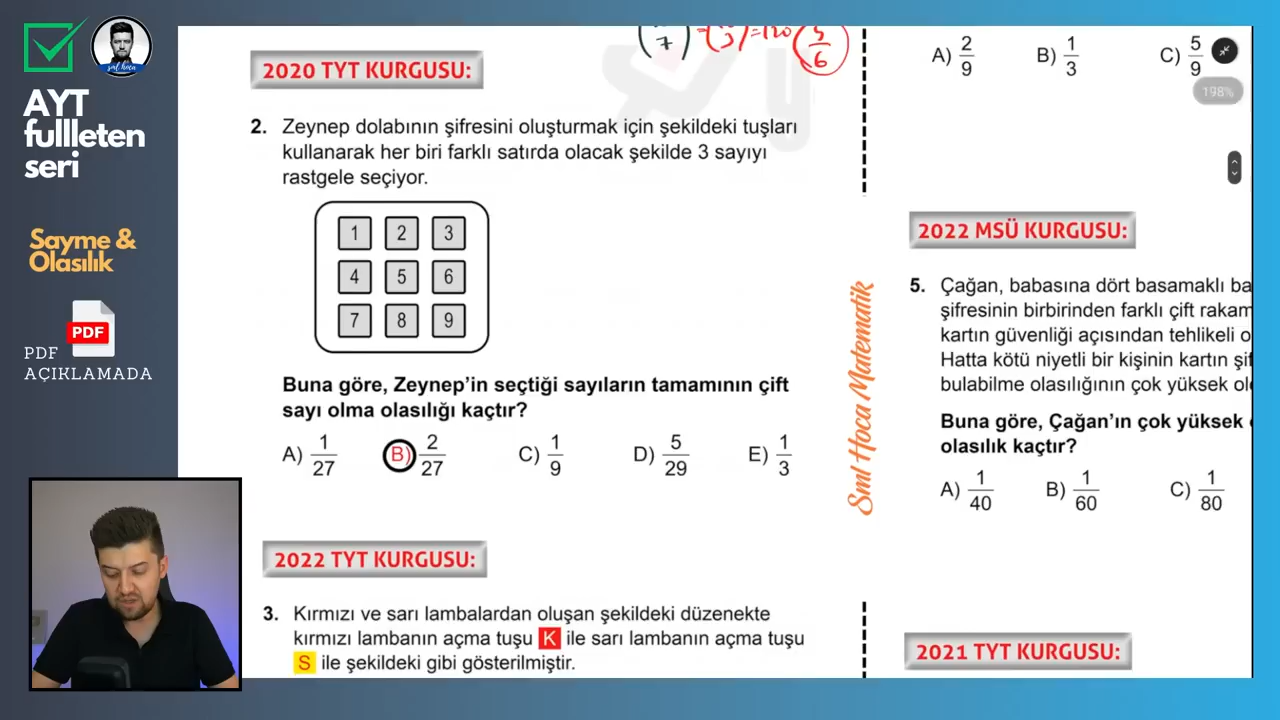 AYT
fullleten
seri
Sayme &
Olasılık
PDF
PDF
AÇIKLAMADA
sml hoca
2020 TYT KURGUSU:
2. Zeynep dolabının şifresini oluşturmak için şekildeki tuşları
kullanarak her biri farklı satırda olacak şekilde 3 sayıyı
rastgele seçiyor.
1 2 3
4 5 6
7 8 9
Buna göre, Zeynep'in seçtiği sayıların tamamının çift
sayı olma olasılığı kaçtır?
A) 1/27 B) 2/27 C) 1/9 D) 5/29 E) 1/3
2022 TYT KURGUSU:
3. Kırmızı ve sarı lambalardan oluşan şekildeki düzenekte
kırmızı lambanın açma tuşu K ile sarı lambanın açma tuşu
S ile şekildeki gibi gösterilmiştir.
Sml Hoca Matematik
A) 2/9 B) 1/3 C) 5/9
198%
2022 MSÜ KURGUSU:
5. Çağan, babasına dört basamaklı ba
şifresinin birbirinden farklı çift rakam
kartın güvenliği açısından tehlikeli o
Hatta kötü niyetli bir kişinin kartın şif
bulabilme olasılığının çok yüksek ol
Buna göre, Çağan'ın çok yüksek
olasılık kaçtır?
A) 1/40 B) 1/60 C) 1/80
2021 TYT KURGUSU: